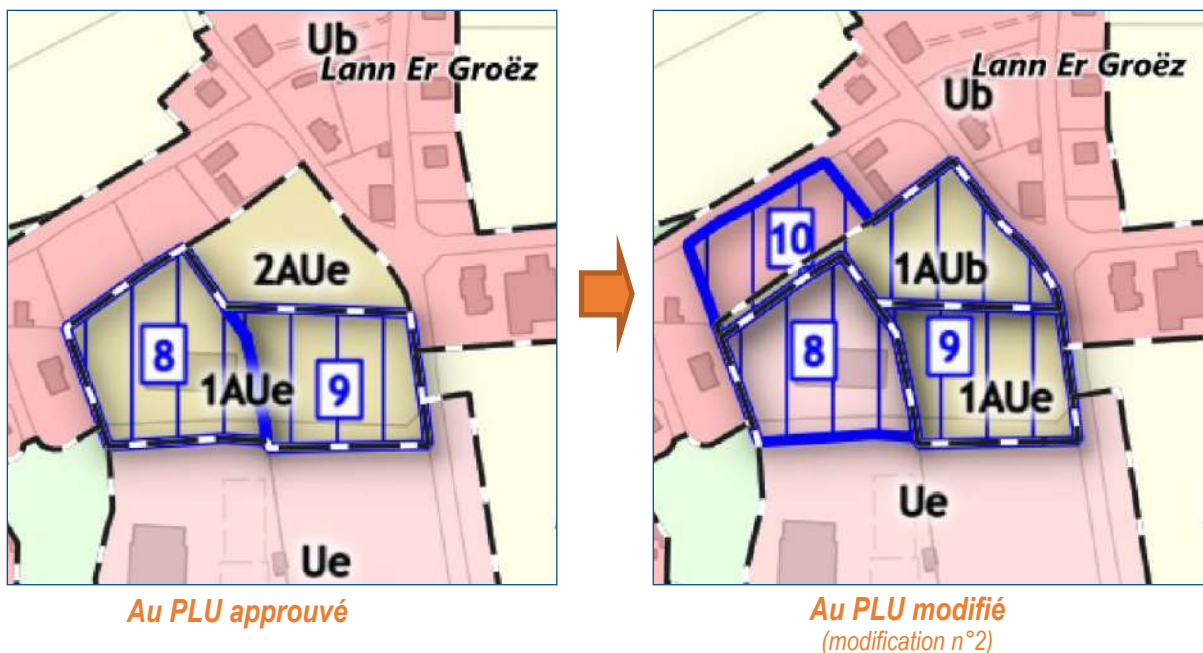 Ub
Lann Er Groëz
2AUe
8
1AUe
9
Ue
Au PLU approuvé
Lann Er Groëz
Ub
10
1AUb
8
9
1AUe
Ue
Au PLU modifié
(modification n°2)